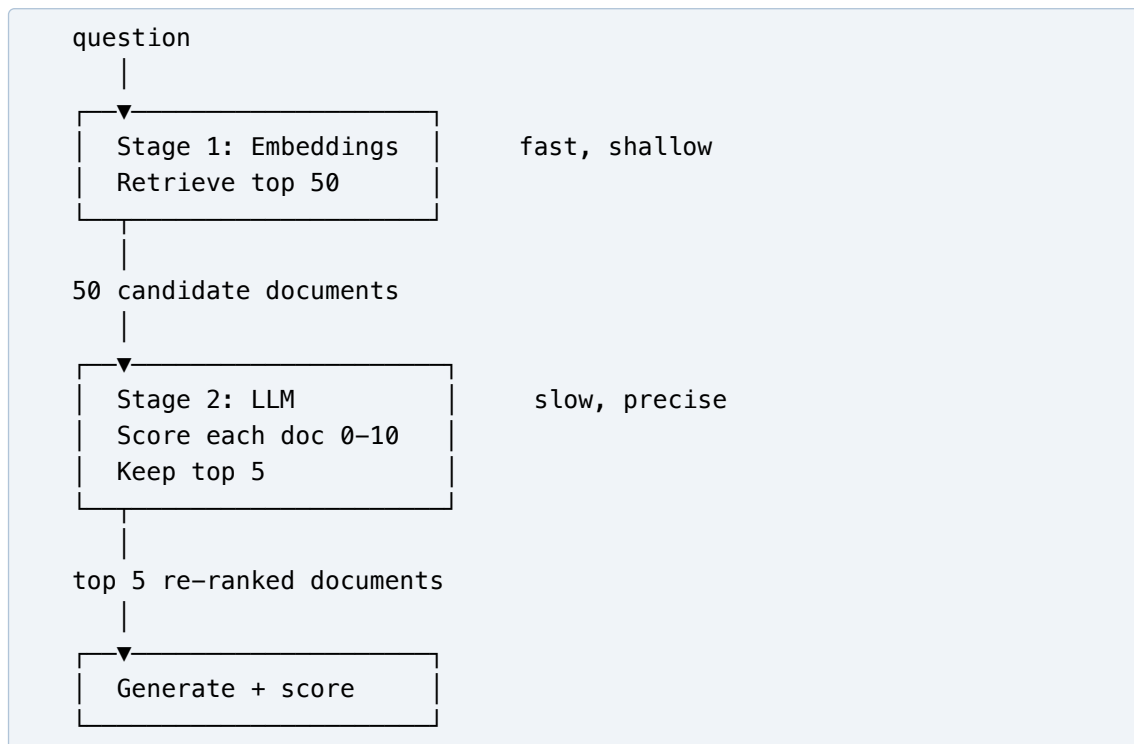 question
Stage 1: Embeddings fast, shallow
Retrieve top 50
50 candidate documents
Stage 2: LLM slow, precise
Score each doc 0–10
Keep top 5
top 5 re–ranked documents
Generate + score